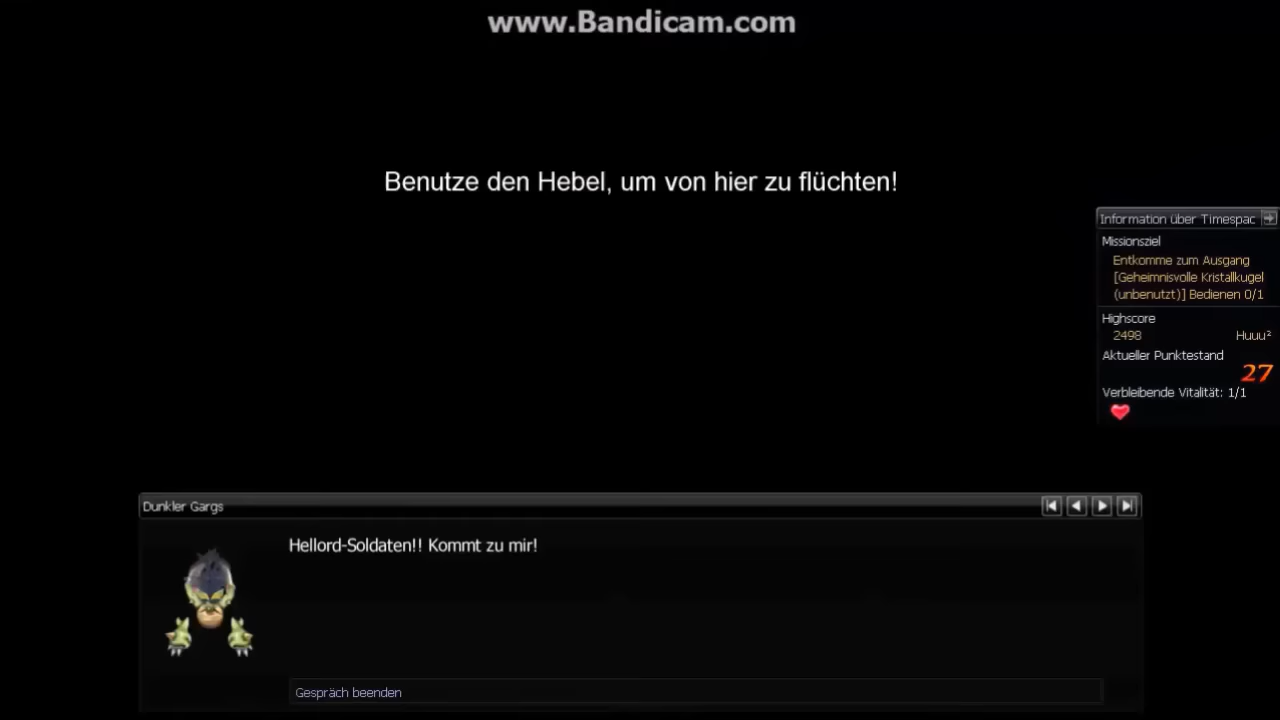 www.Bandicam.com
Benutze den Hebel, um von hier zu flüchten!
Information über Timespac
Missionsziel
Entkomme zum Ausgang
[Geheimnisvolle Kristallkugel
(unbenutzt)] Bedienen 0/1
Highscore
2498 Huuu²
Aktueller Punktestand
27
Verbleibende Vitalität: 1/1
Dunkler Gargs
Hellord-Soldaten!! Kommt zu mir!
Gespräch beenden